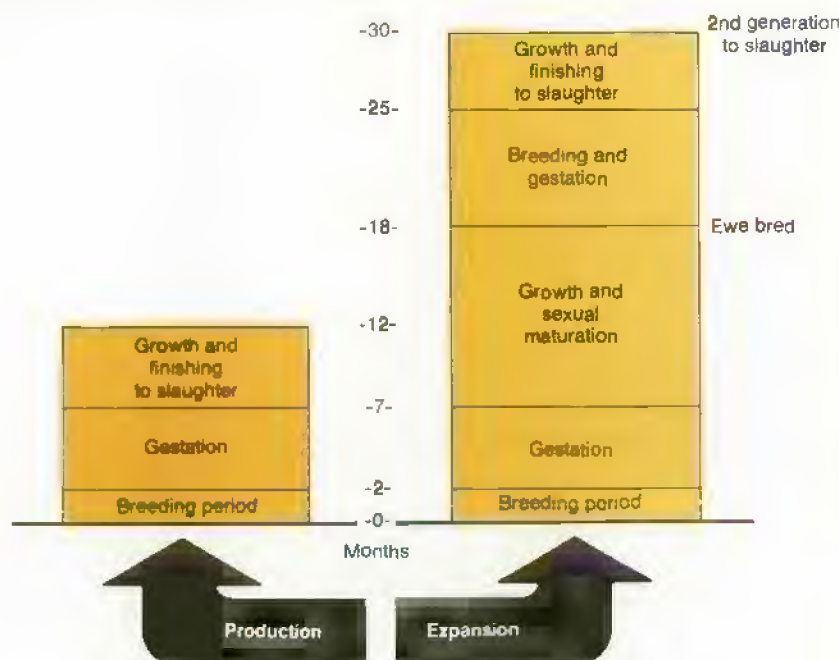 -30-
2nd generation
to slaughter
Growth and
finishing
to slaughter
-25-
Breeding and
gestation
-18-
Ewe bred
Growth and
sexual
maturation
-12-
Growth and
finishing
to slaughter
-7-
Gestation
Gestation
-2-
Breeding period
Breeding period
-0-
Months
Production
Expansion